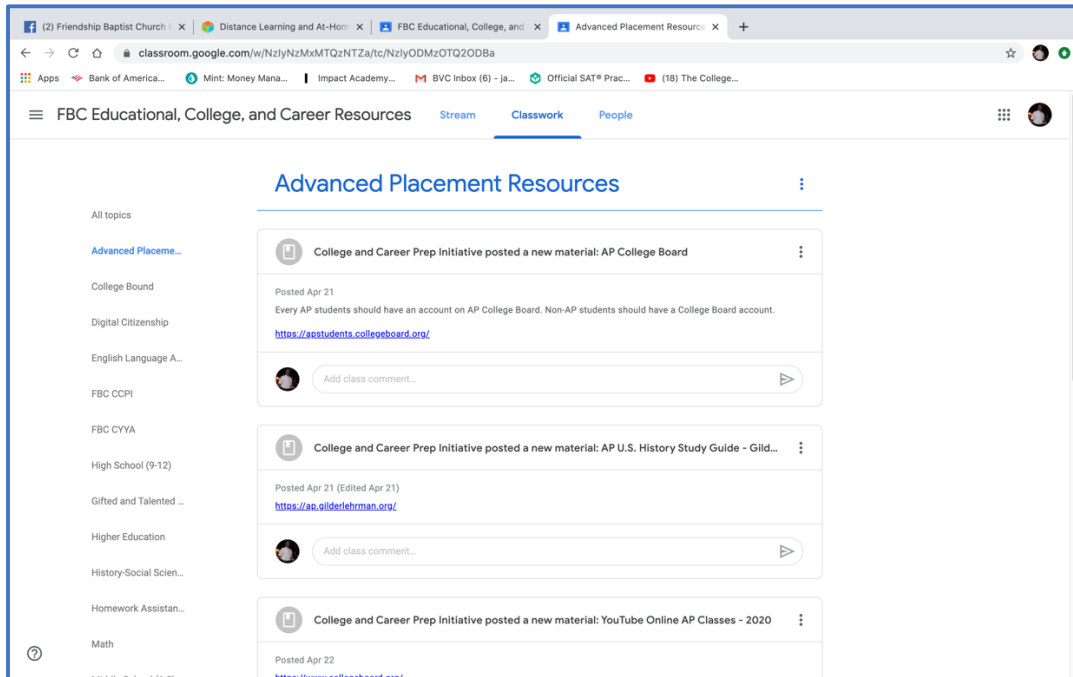 (2) Friendship Baptist Church (
Distance Learning and At-Hom
FBC Educational, College, and
Advanced Placement Resource
classroom.google.com/w/NzIyNzMxMTQzNTZa/tc/NzIyODMzOTQ2ODBa
Apps
Bank of America...
Mint: Money Mana...
Impact Academy...
BVC Inbox (6) - ja...
Official SAT® Prac...
(18) The College...
FBC Educational, College, and Career Resources
Stream
Classwork
People
All topics
Advanced Placeme...
College Bound
Digital Citizenship
English Language A...
FBC CCPI
FBC CYYA
High School (9-12)
Gifted and Talented ...
Higher Education
History-Social Scien...
Homework Assistan...
Math
Advanced Placement Resources
College and Career Prep Initiative posted a new material: AP College Board
Posted Apr 21
Every AP students should have an account on AP College Board. Non-AP students should have a College Board account.
https://apstudents.collegeboard.org/
Add class comment...
College and Career Prep Initiative posted a new material: AP U.S. History Study Guide - Gild...
Posted Apr 21 (Edited Apr 21)
https://ap.gilderlehrman.org/
Add class comment...
College and Career Prep Initiative posted a new material: YouTube Online AP Classes - 2020
Posted Apr 22